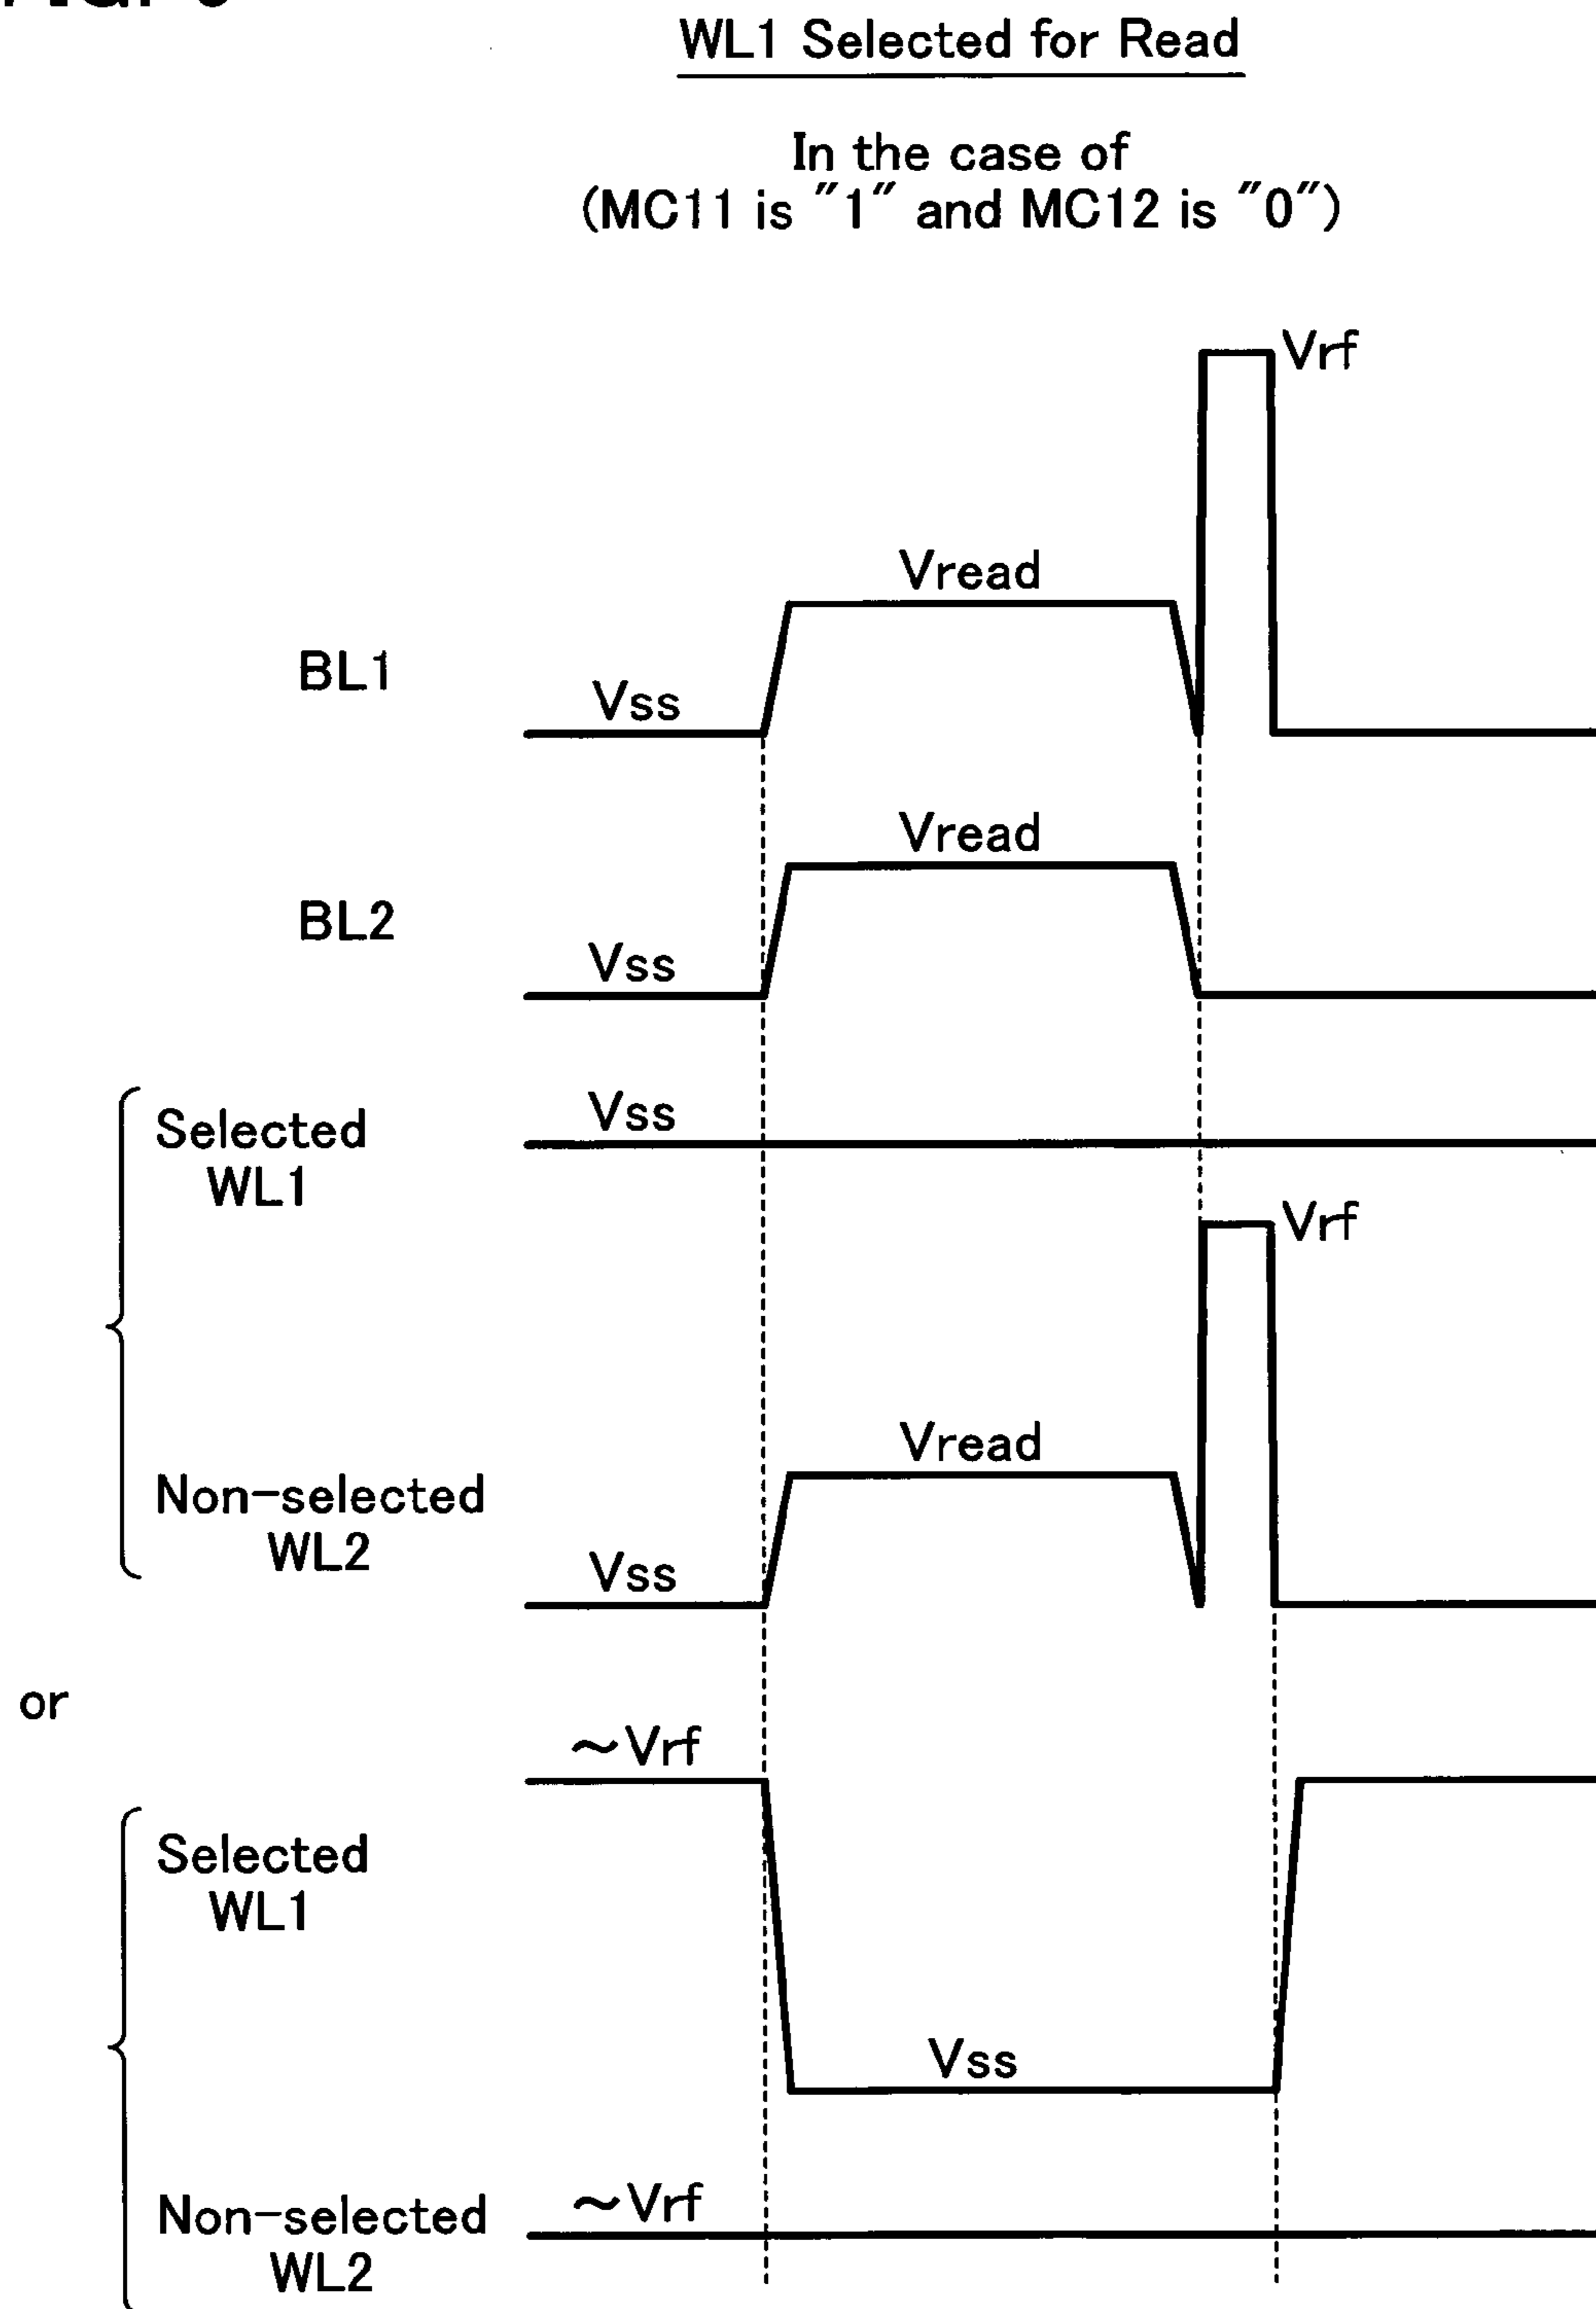 WL1 Selected for Read
In the case of
(MC11 is "1" and MC12 is "0")
Vrf
Vread
BL1
Vss
Vread
BL2
Vss
Vss
Selected
WL1
Vrf
Vread
Non-selected
WL2
Vss
or
~Vrf
Selected
WL1
Vss
~Vrf
Non-selected
WL2